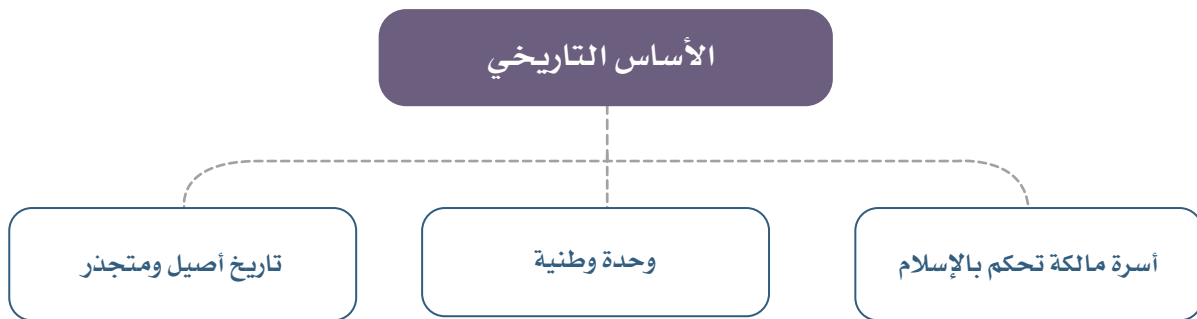 الأساس التاريخي
أسرة مالكة تحكم بالإسلام
وحدة وطنية
تاريخ أصيل ومتجذر